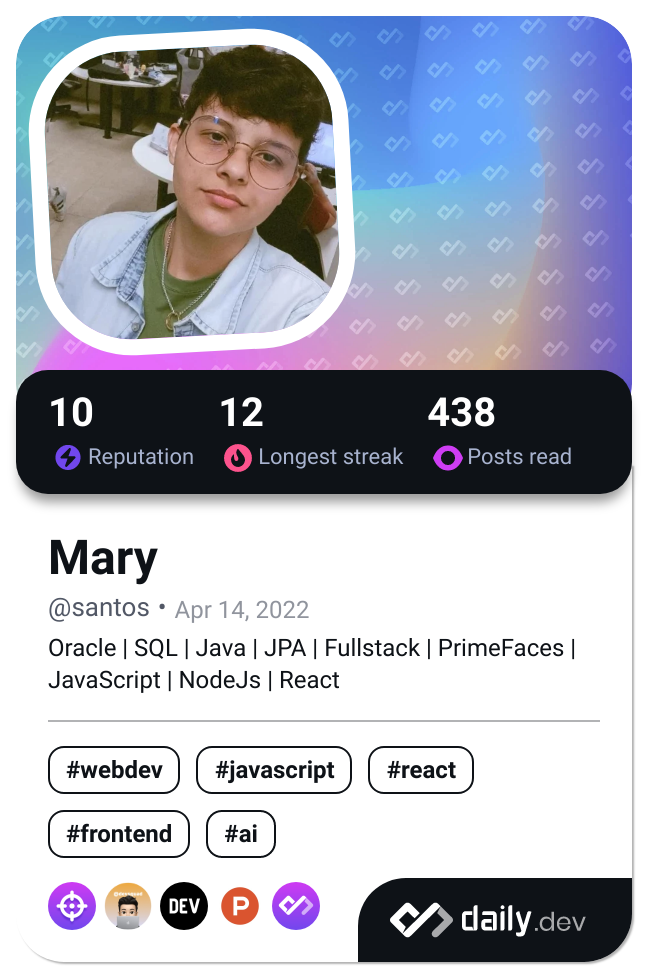 10 12 438
Reputation Longest streak Posts read
Mary
@santos • Apr 14, 2022
Oracle | SQL | Java | JPA | Fullstack | PrimeFaces |
JavaScript | NodeJs | React
#webdev #javascript #react
#frontend #ai
DEV P
daily.dev